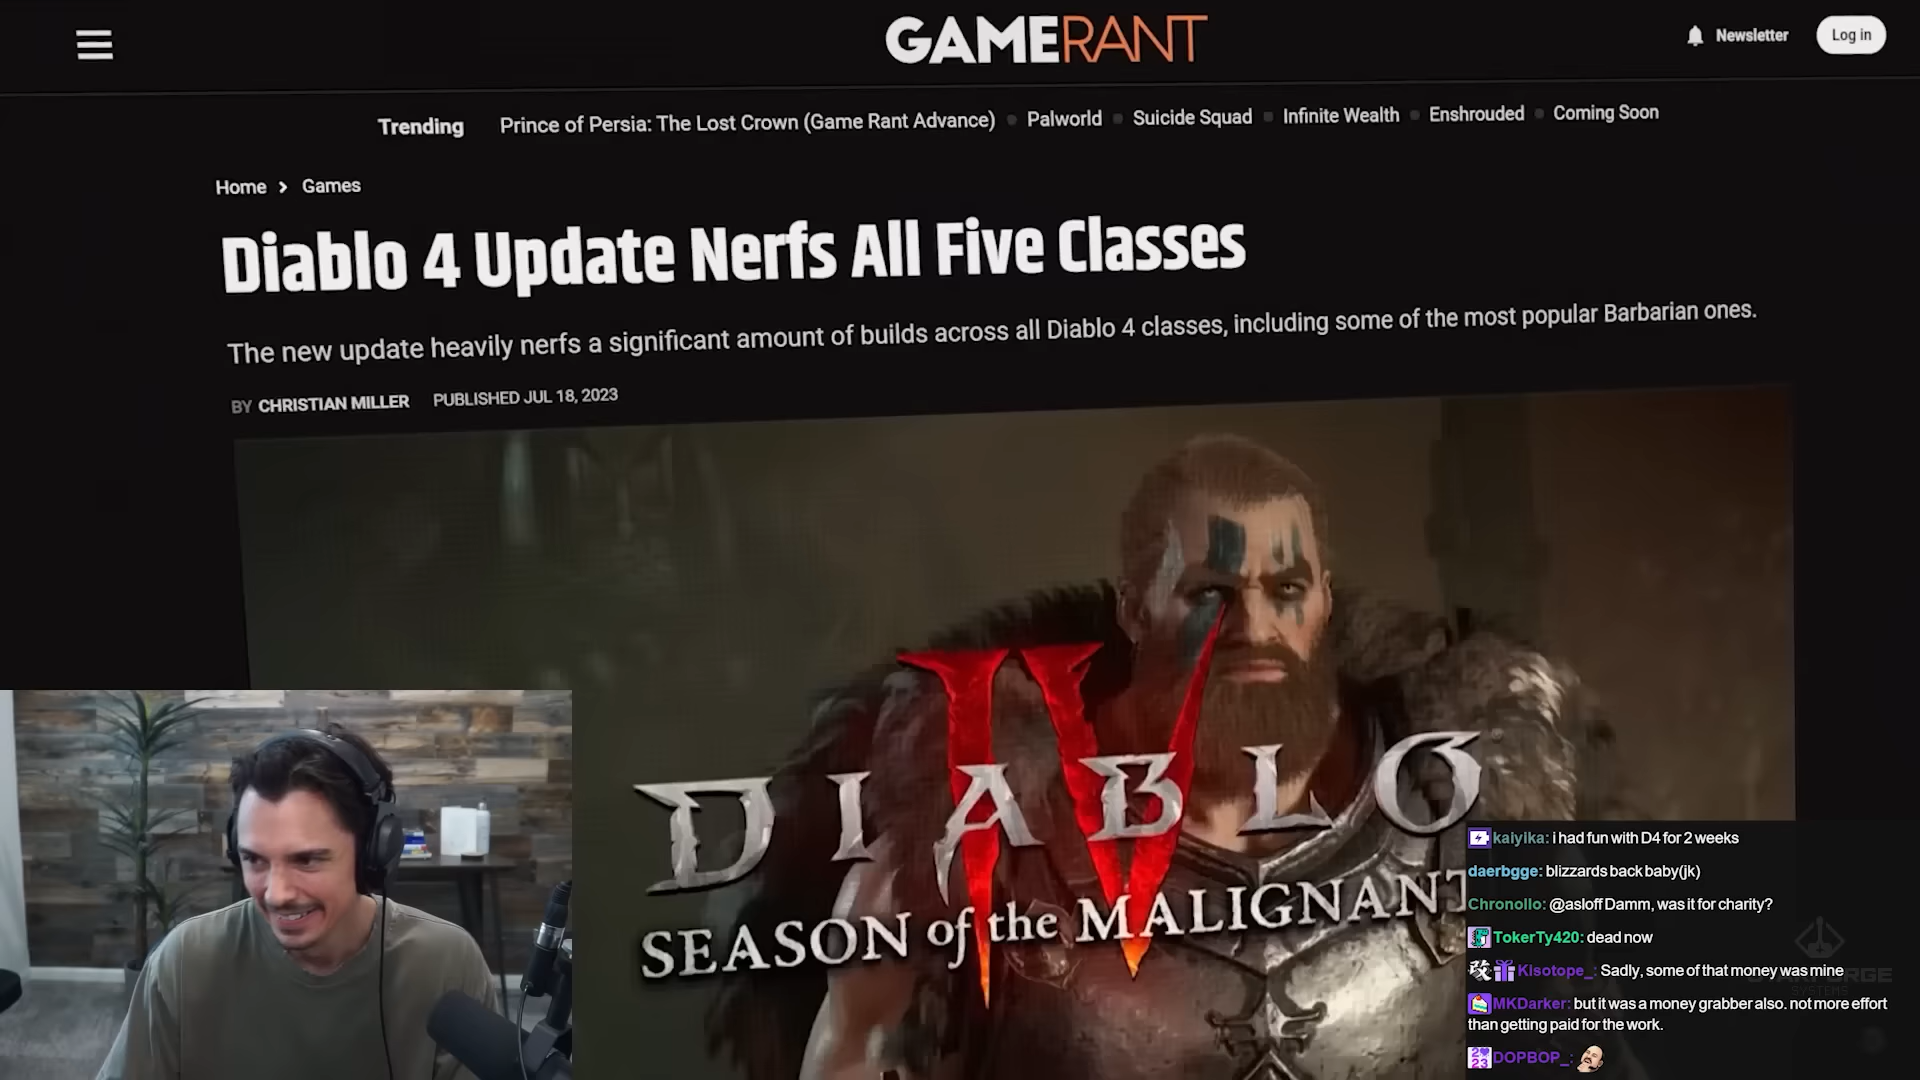 GAMERANT
Newsletter
Log in
Trending Prince of Persia: The Lost Crown (Game Rant Advance) Palworld Suicide Squad Infinite Wealth Enshrouded Coming Soon
Home > Games
Diablo 4 Update Nerfs All Five Classes
The new update heavily nerfs a significant amount of builds across all Diablo 4 classes, including some of the most popular Barbarian ones.
BY CHRISTIAN MILLER PUBLISHED JUL 18, 2023
IV
DIABLO
SEASON of the MALIGNANT
kaiyika: i had fun with D4 for 2 weeks
daerbgge: blizzards back baby(jk)
Chronollo: @asloff Damm, was it for charity?
TokerTy420: dead now
改 Kisotope_: Sadly, some of that money was mine
MKDarker: but it was a money grabber also. not more effort
than getting paid for the work.
2023 DOPBOP_:
SYSTEMS